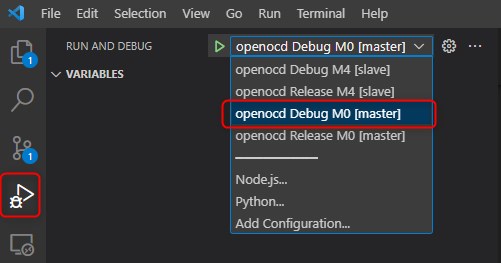 File Edit Selection View Go Run Terminal Help
RUN AND DEBUG openocd Debug M0 [master]
VARIABLES
openocd Debug M4 [slave]
openocd Release M4 [slave]
openocd Debug M0 [master]
openocd Release M0 [master]
Node.js...
Python...
Add Configuration...
1
1